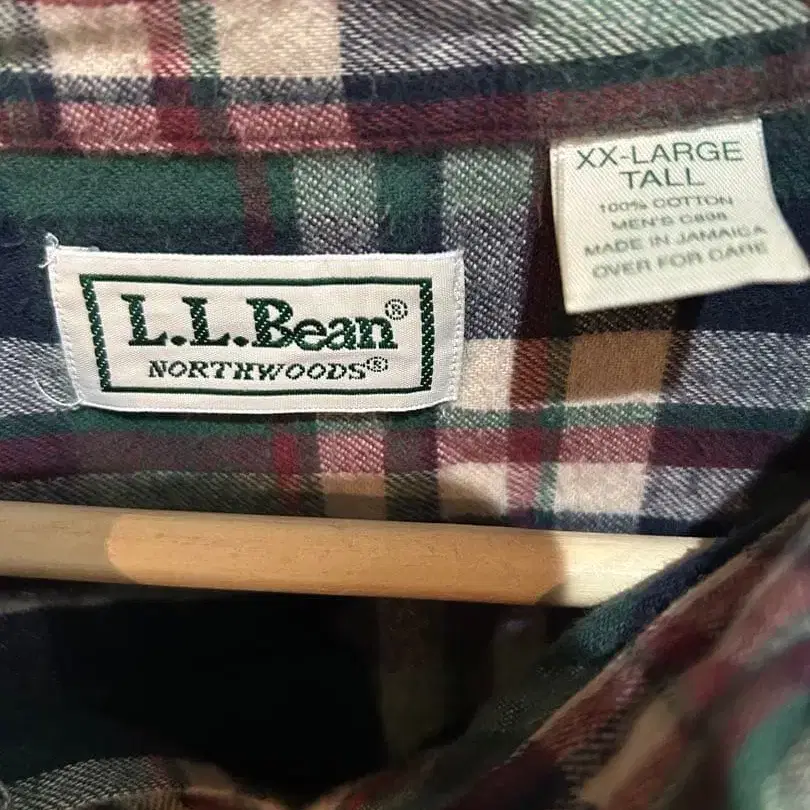 L.L.Bean®
NORTHWOODS®
XX-LARGE
TALL
100% COTTON
MEN'S C808
MADE IN JAMAICA
OVER FOR CARE